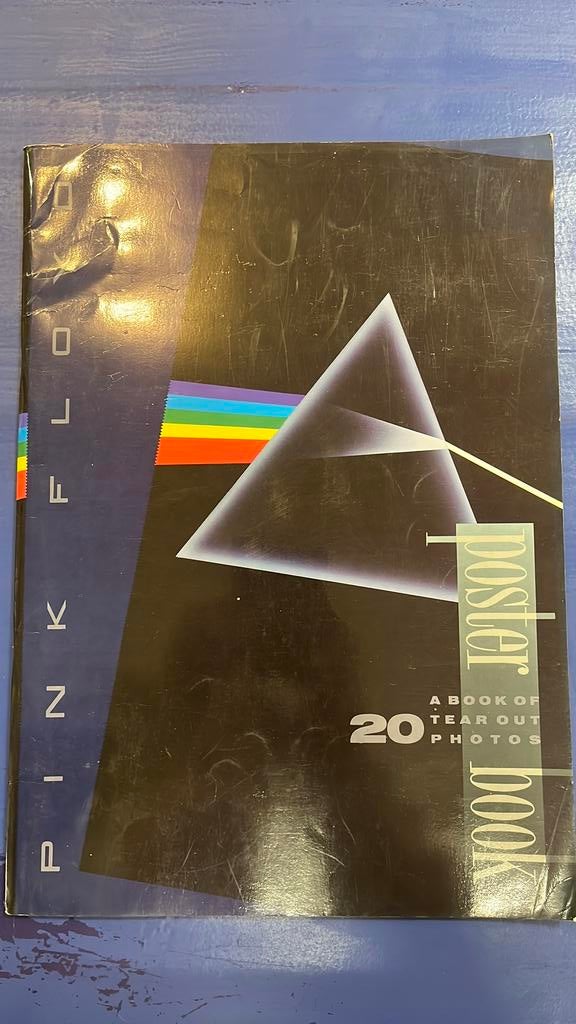 PINK FLOYD
poster book
20
A BOOK OF
TEAR OUT
PHOTOS